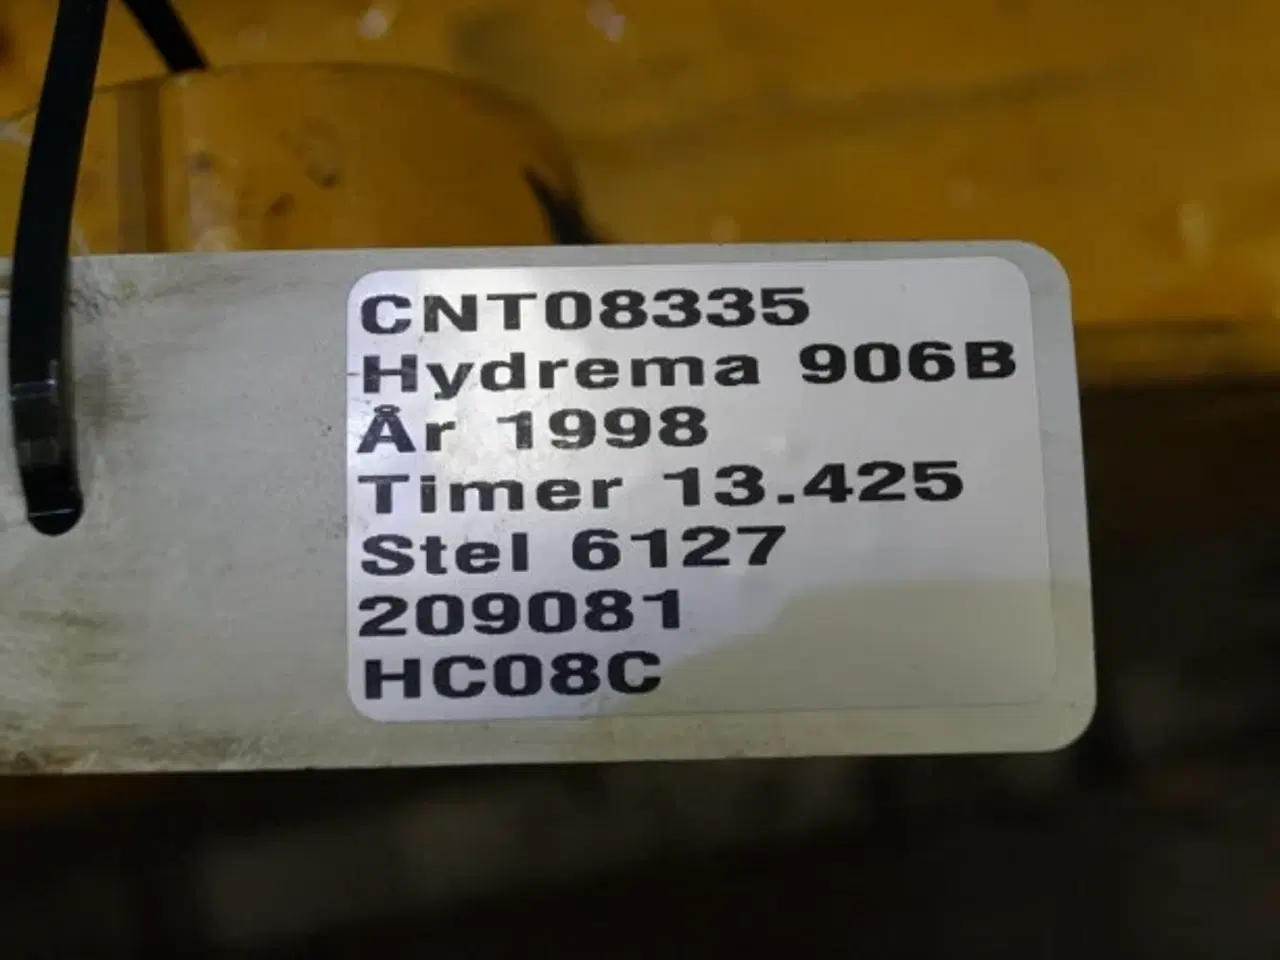 CNT08335
Hydrema 906B
År 1998
Timer 13.425
Stel 6127
209081
HC08C